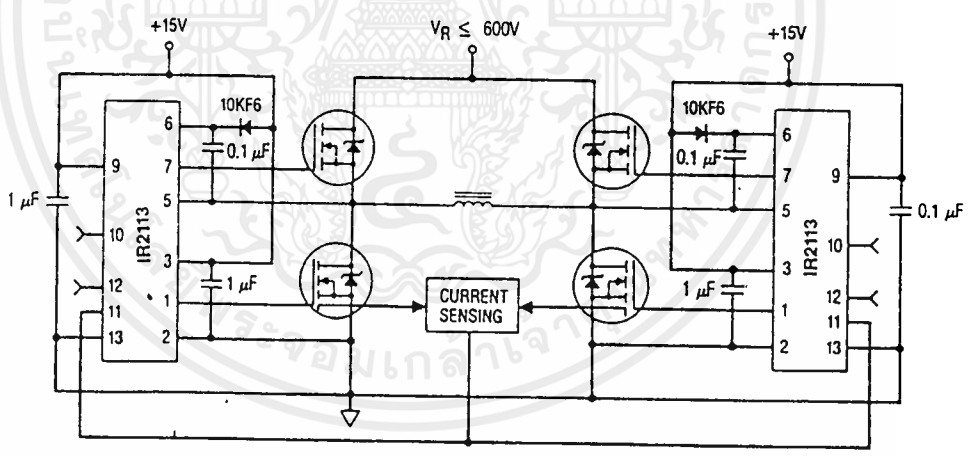 +15V
V_R ≤ 600V
+15V
10KF6
10KF6
6
0.1 μF
7
9
5
1 μF
10
IR2113
3
12
1 μF
1
11
2
13
6
0.1 μF
7
9
5
0.1 μF
IR2113
10
3
1 μF
12
1
11
2
13
CURRENT
SENSING